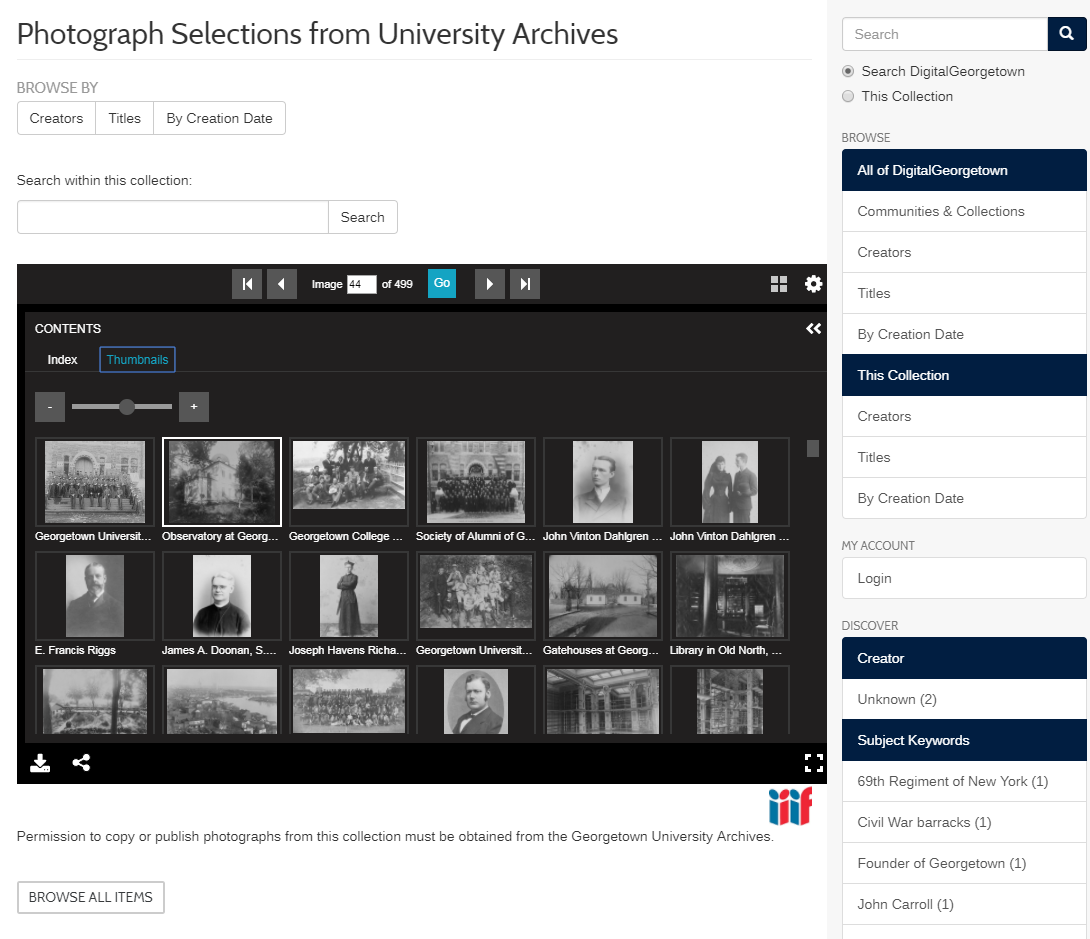 Photograph Selections from University Archives
BROWSE BY
Creators Titles By Creation Date
Search within this collection:
Search
Image 44 of 499 Go
CONTENTS
Index Thumbnails
- +
Georgetown Universit... Observatory at Georg... Georgetown College ... Society of Alumni of G... John Vinton Dahlgren ... John Vinton Dahlgren ...
E. Francis Riggs James A. Doonan, S.... Joseph Havens Richa... Georgetown Universit... Gatehouses at Georg... Library in Old North, ...
iiif
Permission to copy or publish photographs from this collection must be obtained from the Georgetown University Archives.
BROWSE ALL ITEMS
Search
Search DigitalGeorgetown
This Collection
BROWSE
All of DigitalGeorgetown
Communities & Collections
Creators
Titles
By Creation Date
This Collection
Creators
Titles
By Creation Date
MY ACCOUNT
Login
DISCOVER
Creator
Unknown (2)
Subject Keywords
69th Regiment of New York (1)
Civil War barracks (1)
Founder of Georgetown (1)
John Carroll (1)